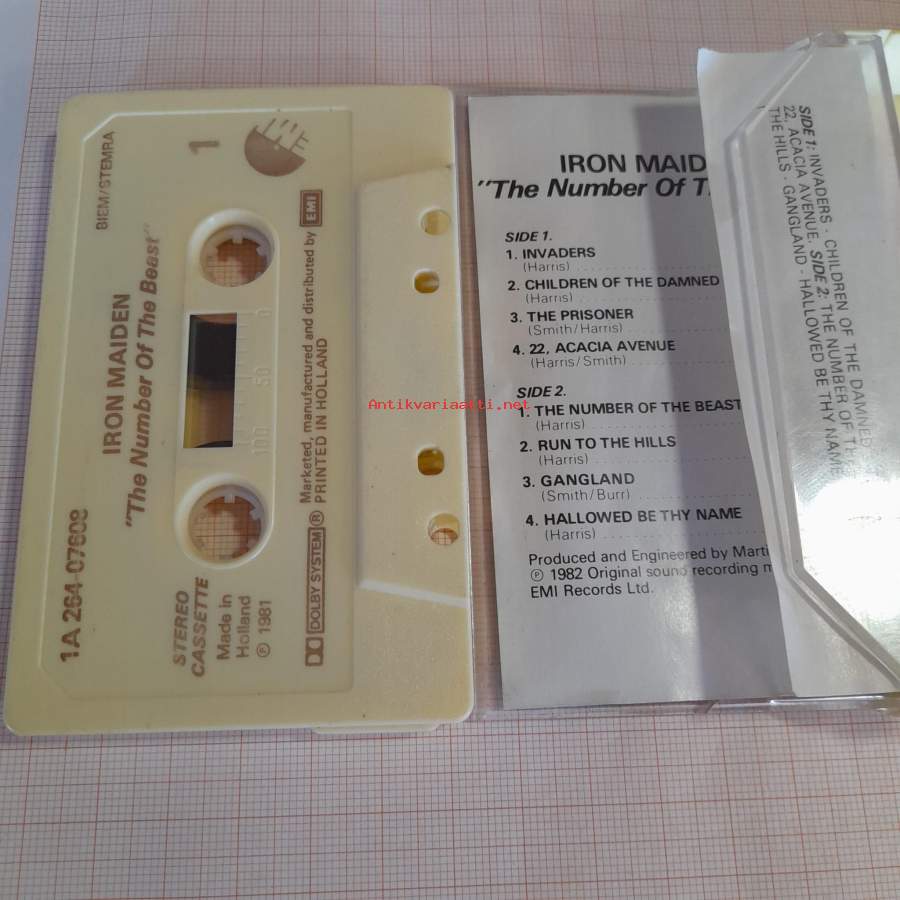 BIEM/STEMRA
1
IRON MAIDEN
"The Number Of The Beast"
1A 264-07608
STEREO
CASSETTE
Made in
Holland
℗ 1981
0
50
100
Marketed, manufactured and distributed by EMI
PRINTED IN HOLLAND
DOLBY SYSTEM ®
IRON MAID
"The Number Of T
SIDE 1.
1. INVADERS
(Harris)
2. CHILDREN OF THE DAMNED
(Harris)
3. THE PRISONER
(Smith/Harris)
4. 22, ACACIA AVENUE
(Harris/Smith)
SIDE 2.
1. THE NUMBER OF THE BEAST
(Harris)
2. RUN TO THE HILLS
(Harris)
3. GANGLAND
(Smith/Burr)
4. HALLOWED BE THY NAME
(Harris)
Produced and Engineered by Marti
℗ 1982 Original sound recording m
EMI Records Ltd.
SIDE 1: INVADERS · CHILDREN OF THE DAMNED
22, ACACIA AVENUE. SIDE 2: THE NUMBER OF TH
THE HILLS · GANGLAND · HALLOWED BE THY NAME
Antikvariaatti.net